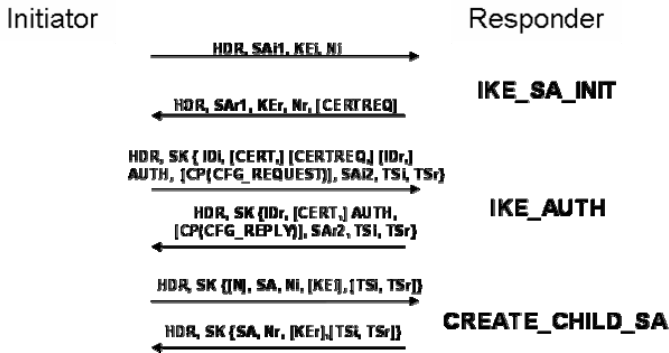 Initiator
Responder
HDR, SAi1, KEi, Ni
IKE_SA_INIT
HDR, SAr1, KEr, Nr, [CERTREQ]
HDR, SK { IDi, [CERT,] [CERTREQ,] [IDr,]
AUTH, [CP(CFG_REQUEST)], SAi2, TSi, TSr}
IKE_AUTH
HDR, SK {IDr, [CERT,] AUTH,
[CP(CFG_REPLY)], SAr2, TSi, TSr}
HDR, SK {[N], SA, Ni, [KEi], [TSi, TSr]}
CREATE_CHILD_SA
HDR, SK {SA, Nr, [KEr],[TSi, TSr]}